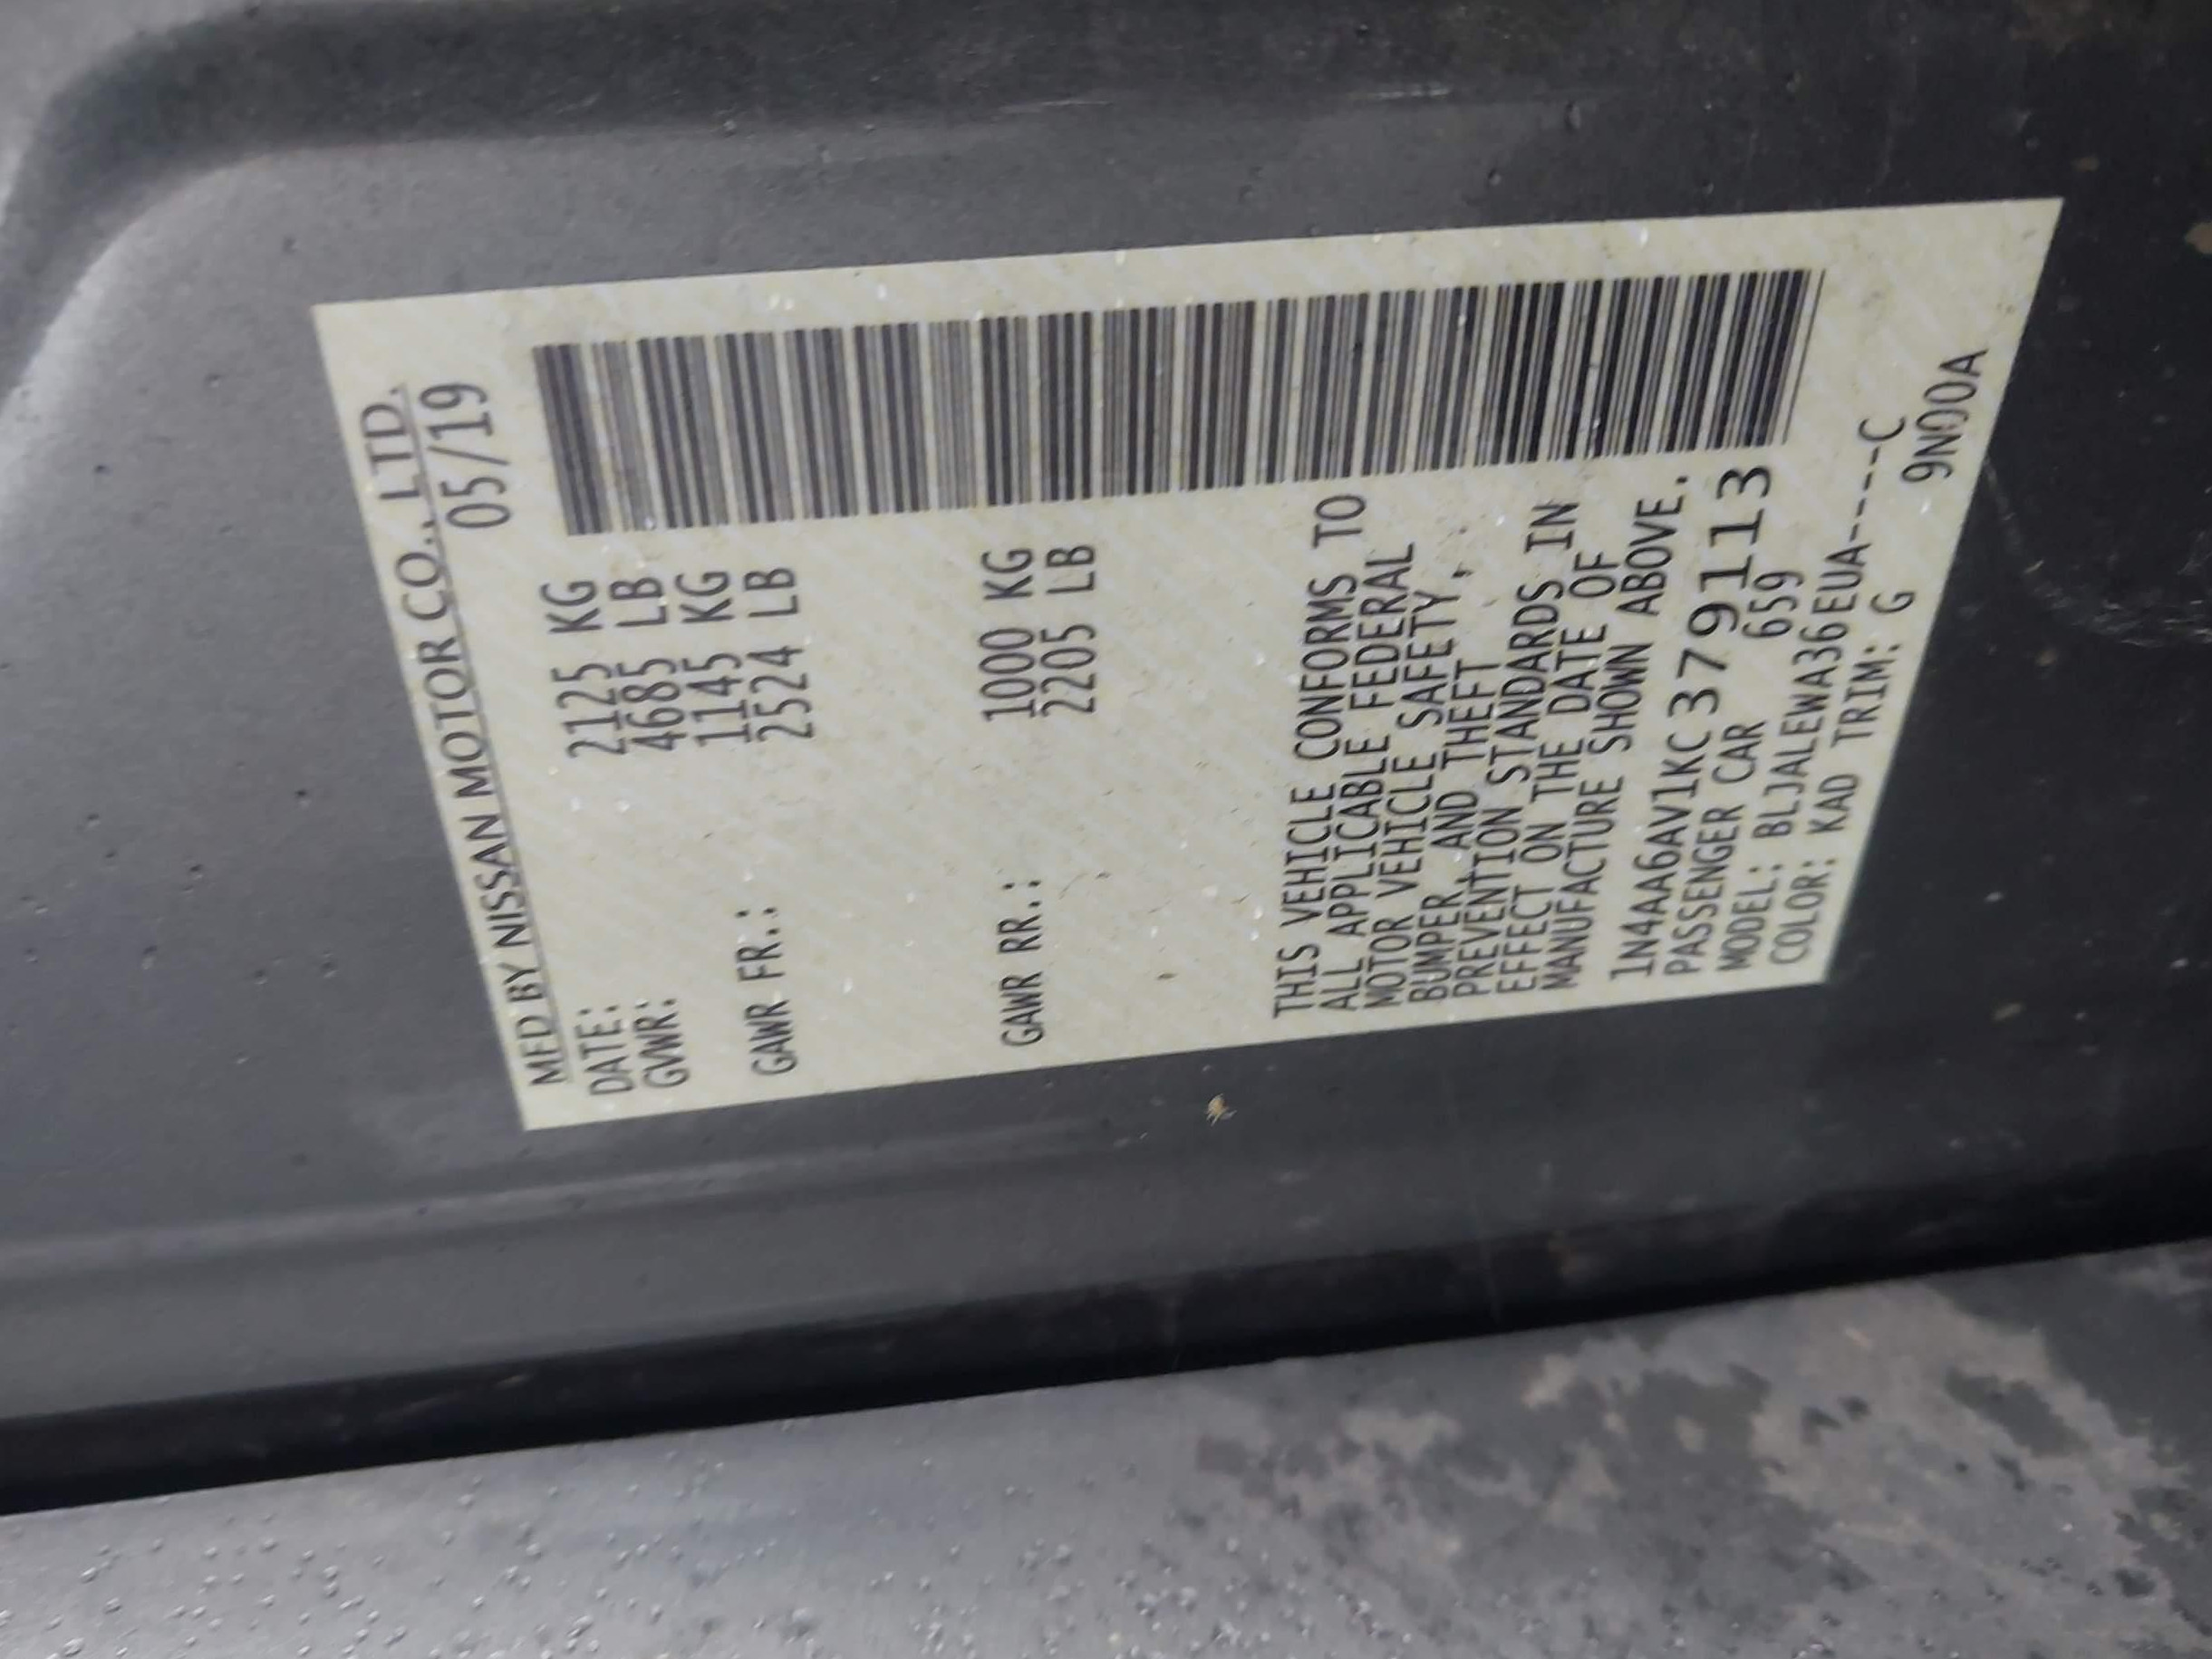 MFD BY NISSAN MOTOR CO., LTD.
DATE: 05/19
GVWR: 2125 KG
4685 LB
GAWR FR.: 1145 KG
2524 LB
GAWR RR.: 1000 KG
2205 LB
THIS VEHICLE CONFORMS TO
ALL APPLICABLE FEDERAL
MOTOR VEHICLE SAFETY,
BUMPER, AND THEFT
PREVENTION STANDARDS IN
EFFECT ON THE DATE OF
MANUFACTURE SHOWN ABOVE.
1N4AA6AV1KC379113
PASSENGER CAR 659
MODEL: BLJALEWA36EUA-----C
COLOR: KAD TRIM: G 9N00A